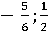 − 5/6 ; 1/2